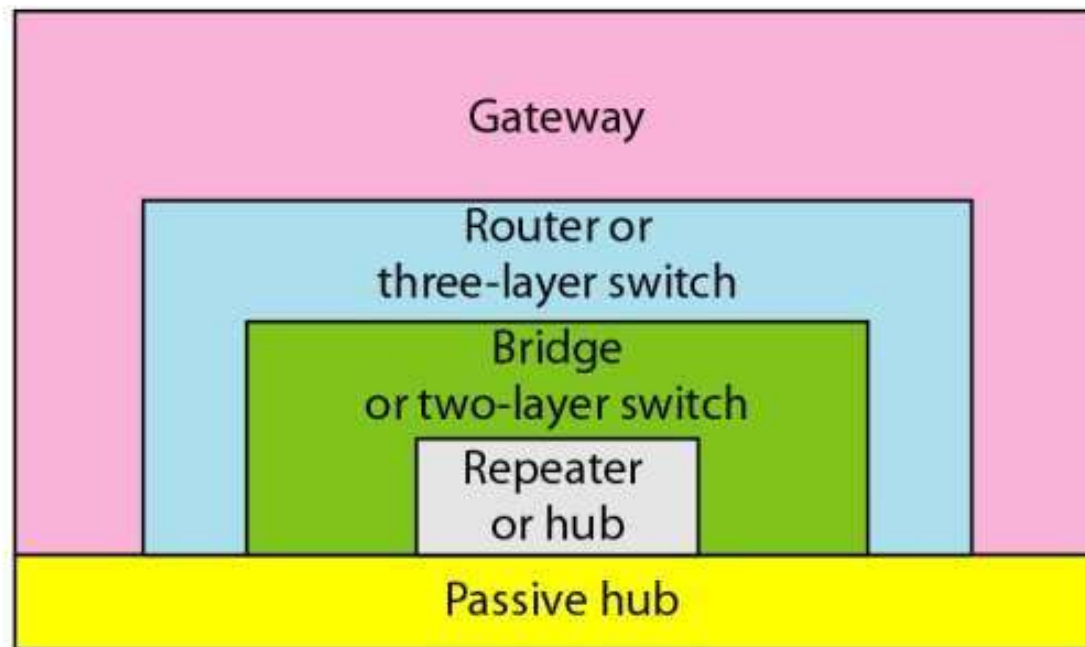 Gateway
Router or
three-layer switch
Bridge
or two-layer switch
Repeater
or hub
Passive hub